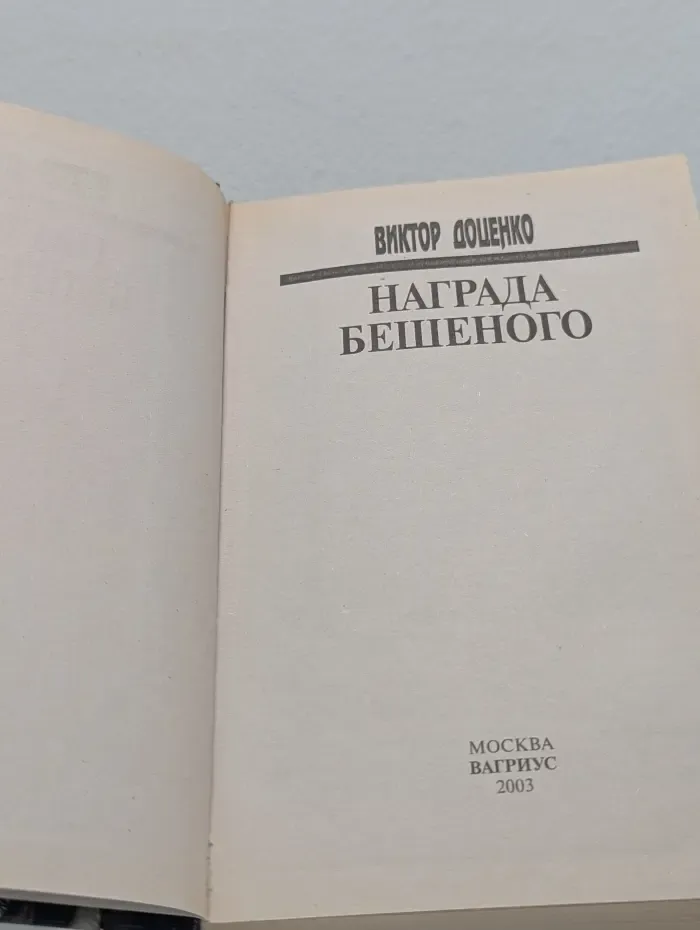 ВИКТОР ДОЦЕНКО
НАГРАДА
БЕШЕНОГО
МОСКВА
ВАГРИУС
2003